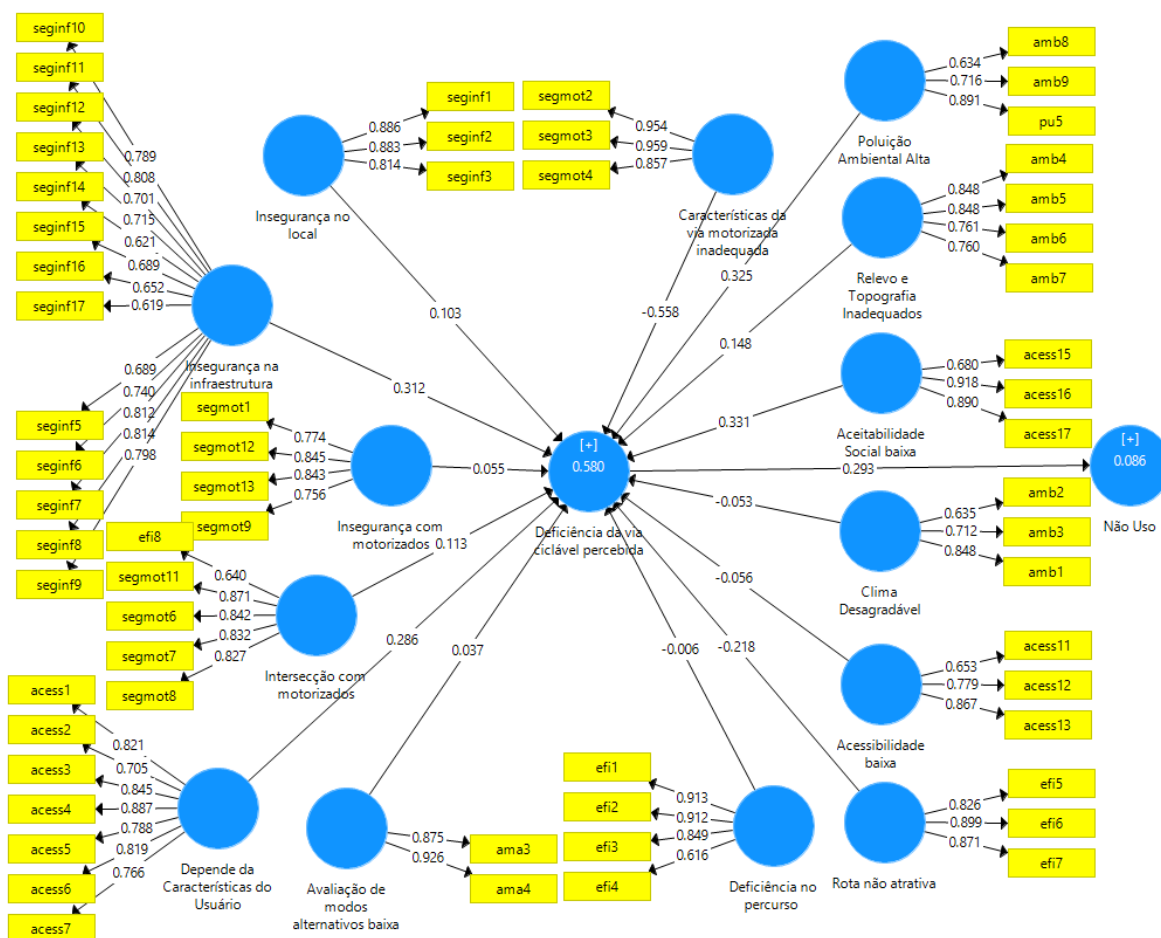 seginf10
seginf11
seginf12
seginf13
seginf14
seginf15
seginf16
seginf17
0.789
0.808
0.701
0.715
0.621
0.689
0.652
0.619
Insegurança na
infraestrutura
0.689
0.740
0.812
0.814
0.798
seginf5
seginf6
seginf7
seginf8
seginf9
0.312
Insegurança no
local
0.886
0.883
0.814
seginf1
seginf2
seginf3
0.103
segmot2
segmot3
segmot4
0.954
0.959
0.857
Características da
via motorizada
inadequada
-0.558
Poluição
Ambiental Alta
0.634
0.716
0.891
amb8
amb9
pu5
0.325
Relevo e
Topografia
Inadequados
0.848
0.848
0.761
0.760
amb4
amb5
amb6
amb7
0.148
Aceitabilidade
Social baixa
0.680
0.918
0.890
acess15
acess16
acess17
0.331
segmot1
segmot12
segmot13
segmot9
0.774
0.845
0.843
0.756
Insegurança com
motorizados
0.055
[+]
0.580
Deficiência da via
ciclável percebida
0.293
[+]
0.086
Não Uso
Clima
Desagradável
0.635
0.712
0.848
amb2
amb3
amb1
-0.053
efi8
segmot11
segmot6
segmot7
segmot8
0.640
0.871
0.842
0.832
0.827
Intersecção com
motorizados
0.113
Acessibilidade
baixa
0.653
0.779
0.867
acess11
acess12
acess13
-0.056
acess1
acess2
acess3
acess4
acess5
acess6
acess7
0.821
0.705
0.845
0.887
0.788
0.819
0.766
Depende da
Características do
Usuário
0.286
Avaliação de
modos
alternativos baixa
0.875
0.926
ama3
ama4
0.037
efi1
efi2
efi3
efi4
0.913
0.912
0.849
0.616
Deficiência no
percurso
-0.006
Rota não atrativa
0.826
0.899
0.871
efi5
efi6
efi7
-0.218